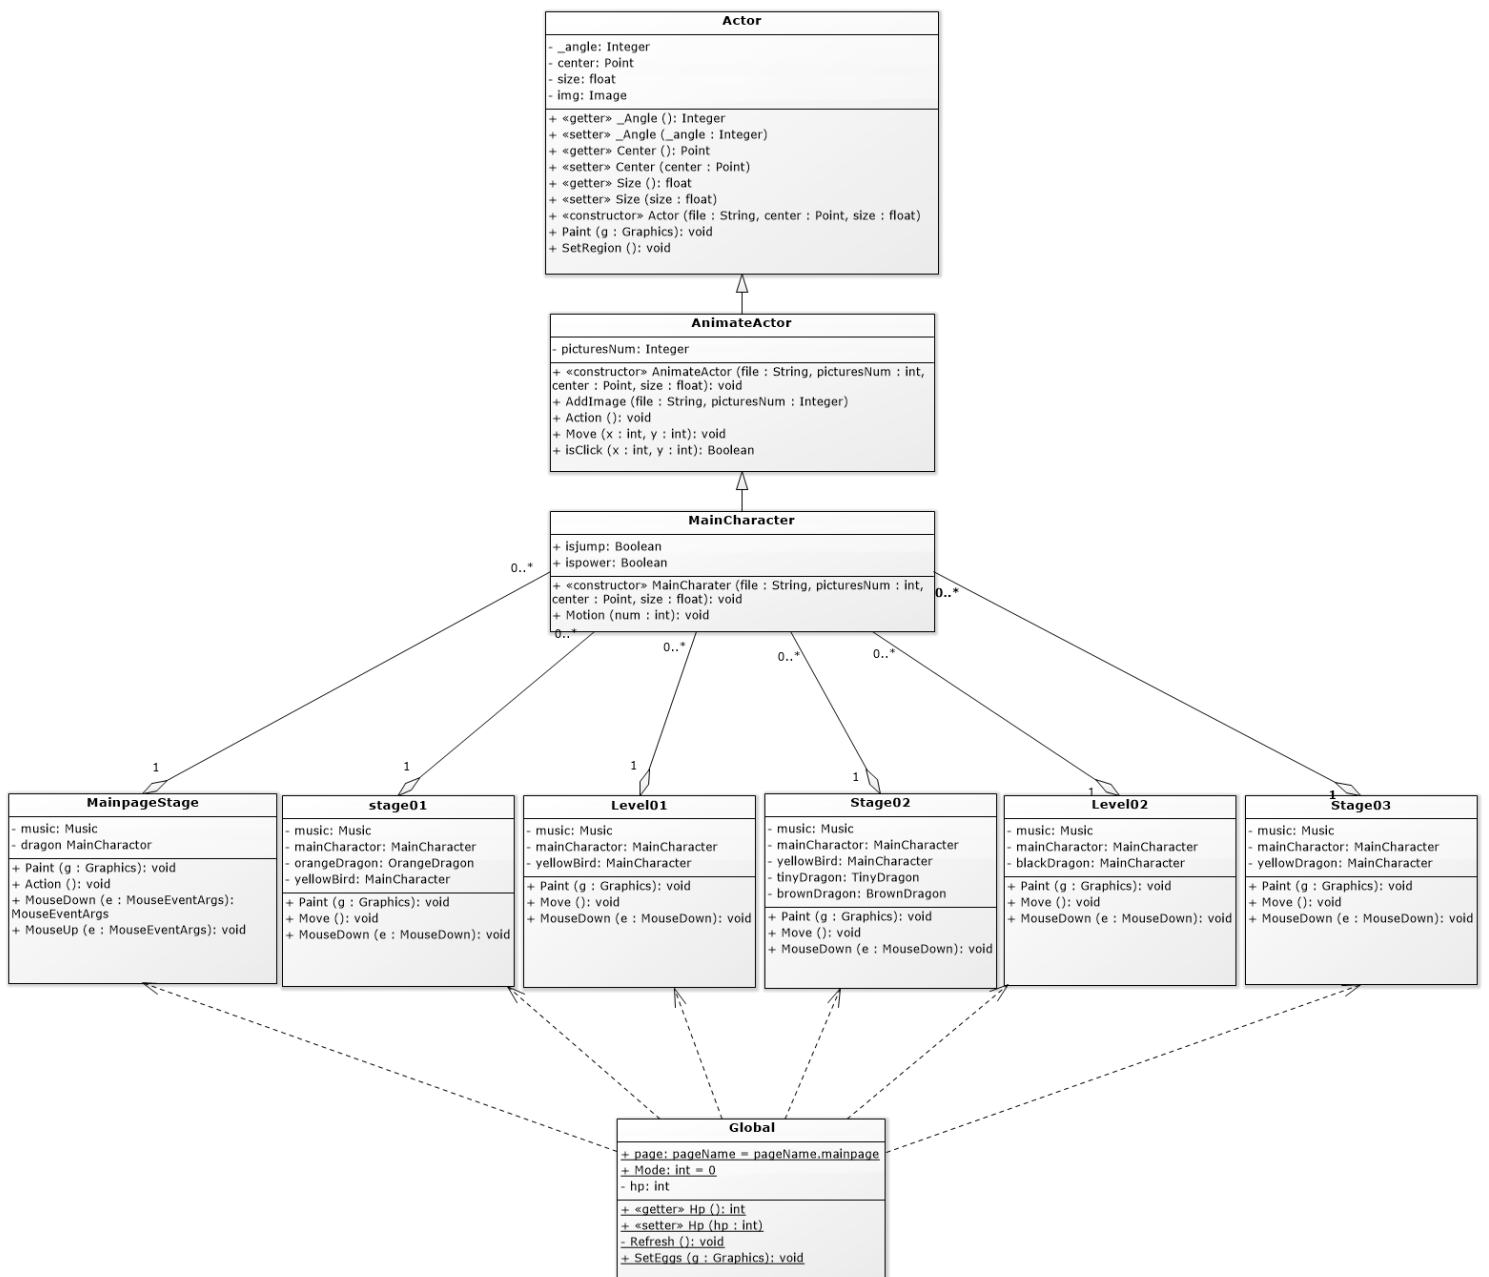 Actor
- _angle: Integer
- center: Point
- size: float
- img: Image
+ «getter» _Angle (): Integer
+ «setter» _Angle (_angle : Integer)
+ «getter» Center (): Point
+ «setter» Center (center : Point)
+ «getter» Size (): float
+ «setter» Size (size : float)
+ «constructor» Actor (file : String, center : Point, size : float)
+ Paint (g : Graphics): void
+ SetRegion (): void
AnimateActor
- picturesNum: Integer
+ «constructor» AnimateActor (file : String, picturesNum : int,
center : Point, size : float): void
+ AddImage (file : String, picturesNum : Integer)
+ Action (): void
+ Move (x : int, y : int): void
+ isClick (x : int, y : int): Boolean
MainCharacter
+ isjump: Boolean
+ ispower: Boolean
+ «constructor» MainCharater (file : String, picturesNum : int,
center : Point, size : float): void
+ Motion (num : int): void
0..*
0..*
0..*
0..*
0..*
0..*
1
1
1
1
1
1
MainpageStage
- music: Music
- dragon MainCharactor
+ Paint (g : Graphics): void
+ Action (): void
+ MouseDown (e : MouseEventArgs):
MouseEventArgs
+ MouseUp (e : MouseEventArgs): void
stage01
- music: Music
- mainCharactor: MainCharacter
- orangeDragon: OrangeDragon
- yellowBird: MainCharacter
+ Paint (g : Graphics): void
+ Move (): void
+ MouseDown (e : MouseDown): void
Level01
- music: Music
- mainCharactor: MainCharacter
- yellowBird: MainCharacter
+ Paint (g : Graphics): void
+ Move (): void
+ MouseDown (e : MouseDown): void
Stage02
- music: Music
- mainCharactor: MainCharacter
- yellowBird: MainCharacter
- tinyDragon: TinyDragon
- brownDragon: BrownDragon
+ Paint (g : Graphics): void
+ Move (): void
+ MouseDown (e : MouseDown): void
Level02
- music: Music
- mainCharactor: MainCharacter
- blackDragon: MainCharacter
+ Paint (g : Graphics): void
+ Move (): void
+ MouseDown (e : MouseDown): void
Stage03
- music: Music
- mainCharactor: MainCharacter
- yellowDragon: MainCharacter
+ Paint (g : Graphics): void
+ Move (): void
+ MouseDown (e : MouseDown): void
Global
+ page: pageName = pageName.mainpage
+ Mode: int = 0
- hp: int
+ «getter» Hp (): int
+ «setter» Hp (hp : int)
- Refresh (): void
+ SetEggs (g : Graphics): void